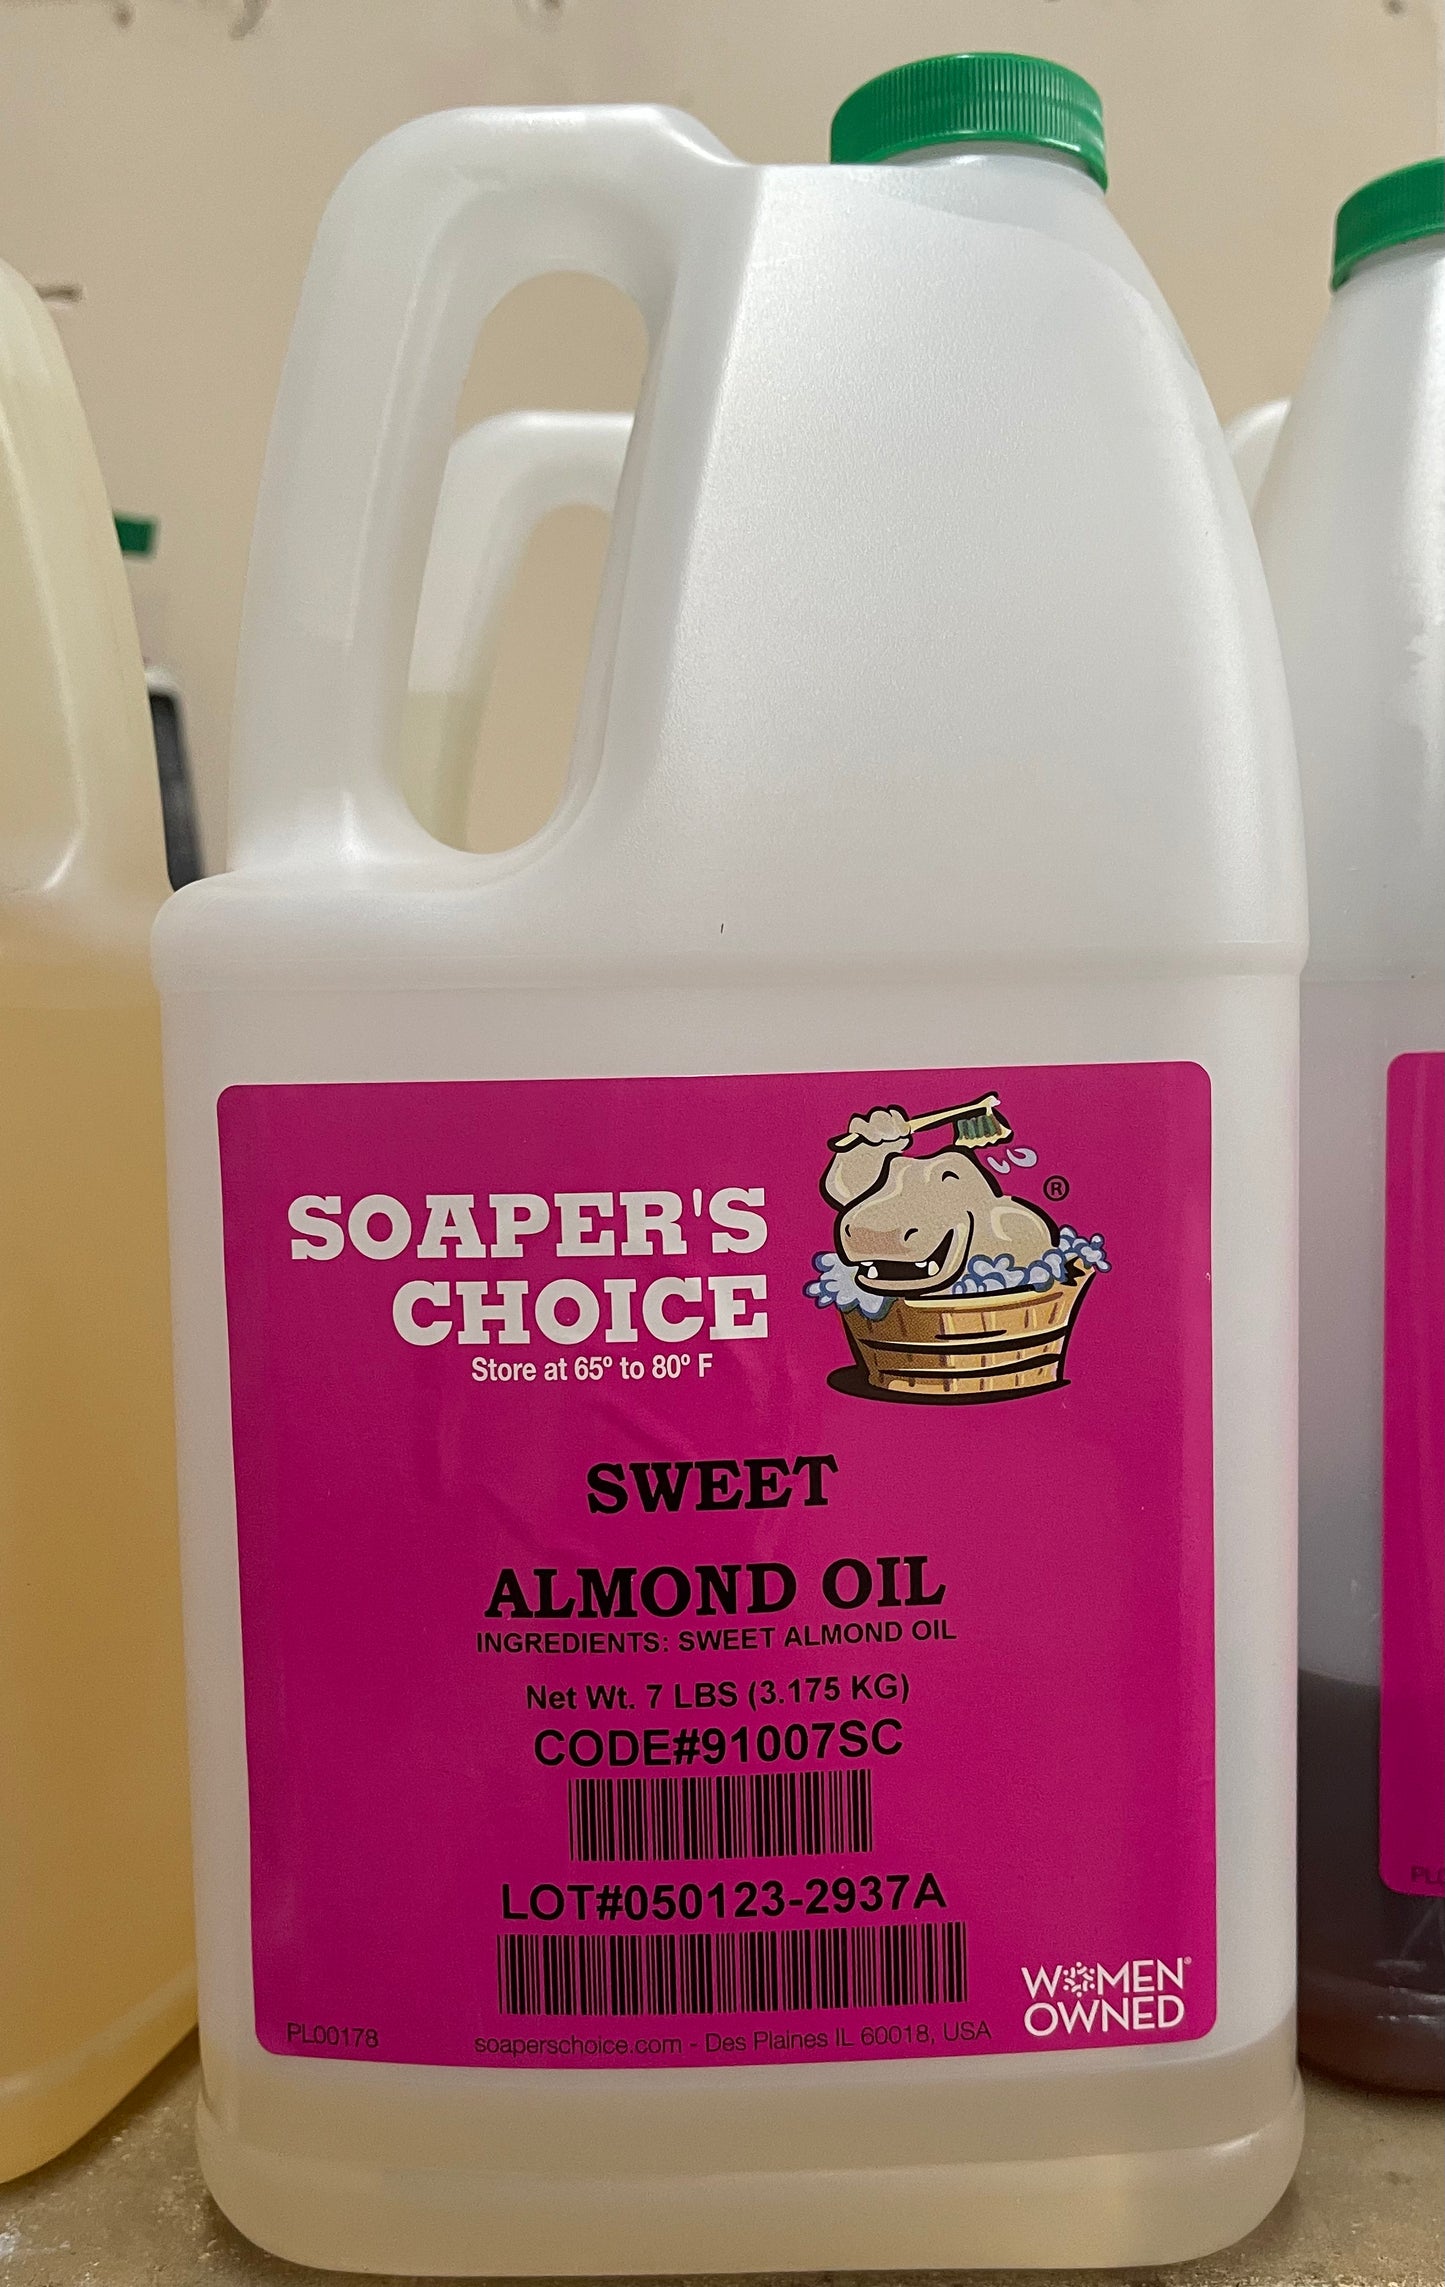 SOAPER'S
CHOICE
®
Store at 65° to 80° F
SWEET
ALMOND OIL
INGREDIENTS: SWEET ALMOND OIL
Net Wt. 7 LBS (3.175 KG)
CODE#91007SC
LOT#050123-2937A
WOMEN®
OWNED
PL00178
soaperschoice.com - Des Plaines IL 60018, USA